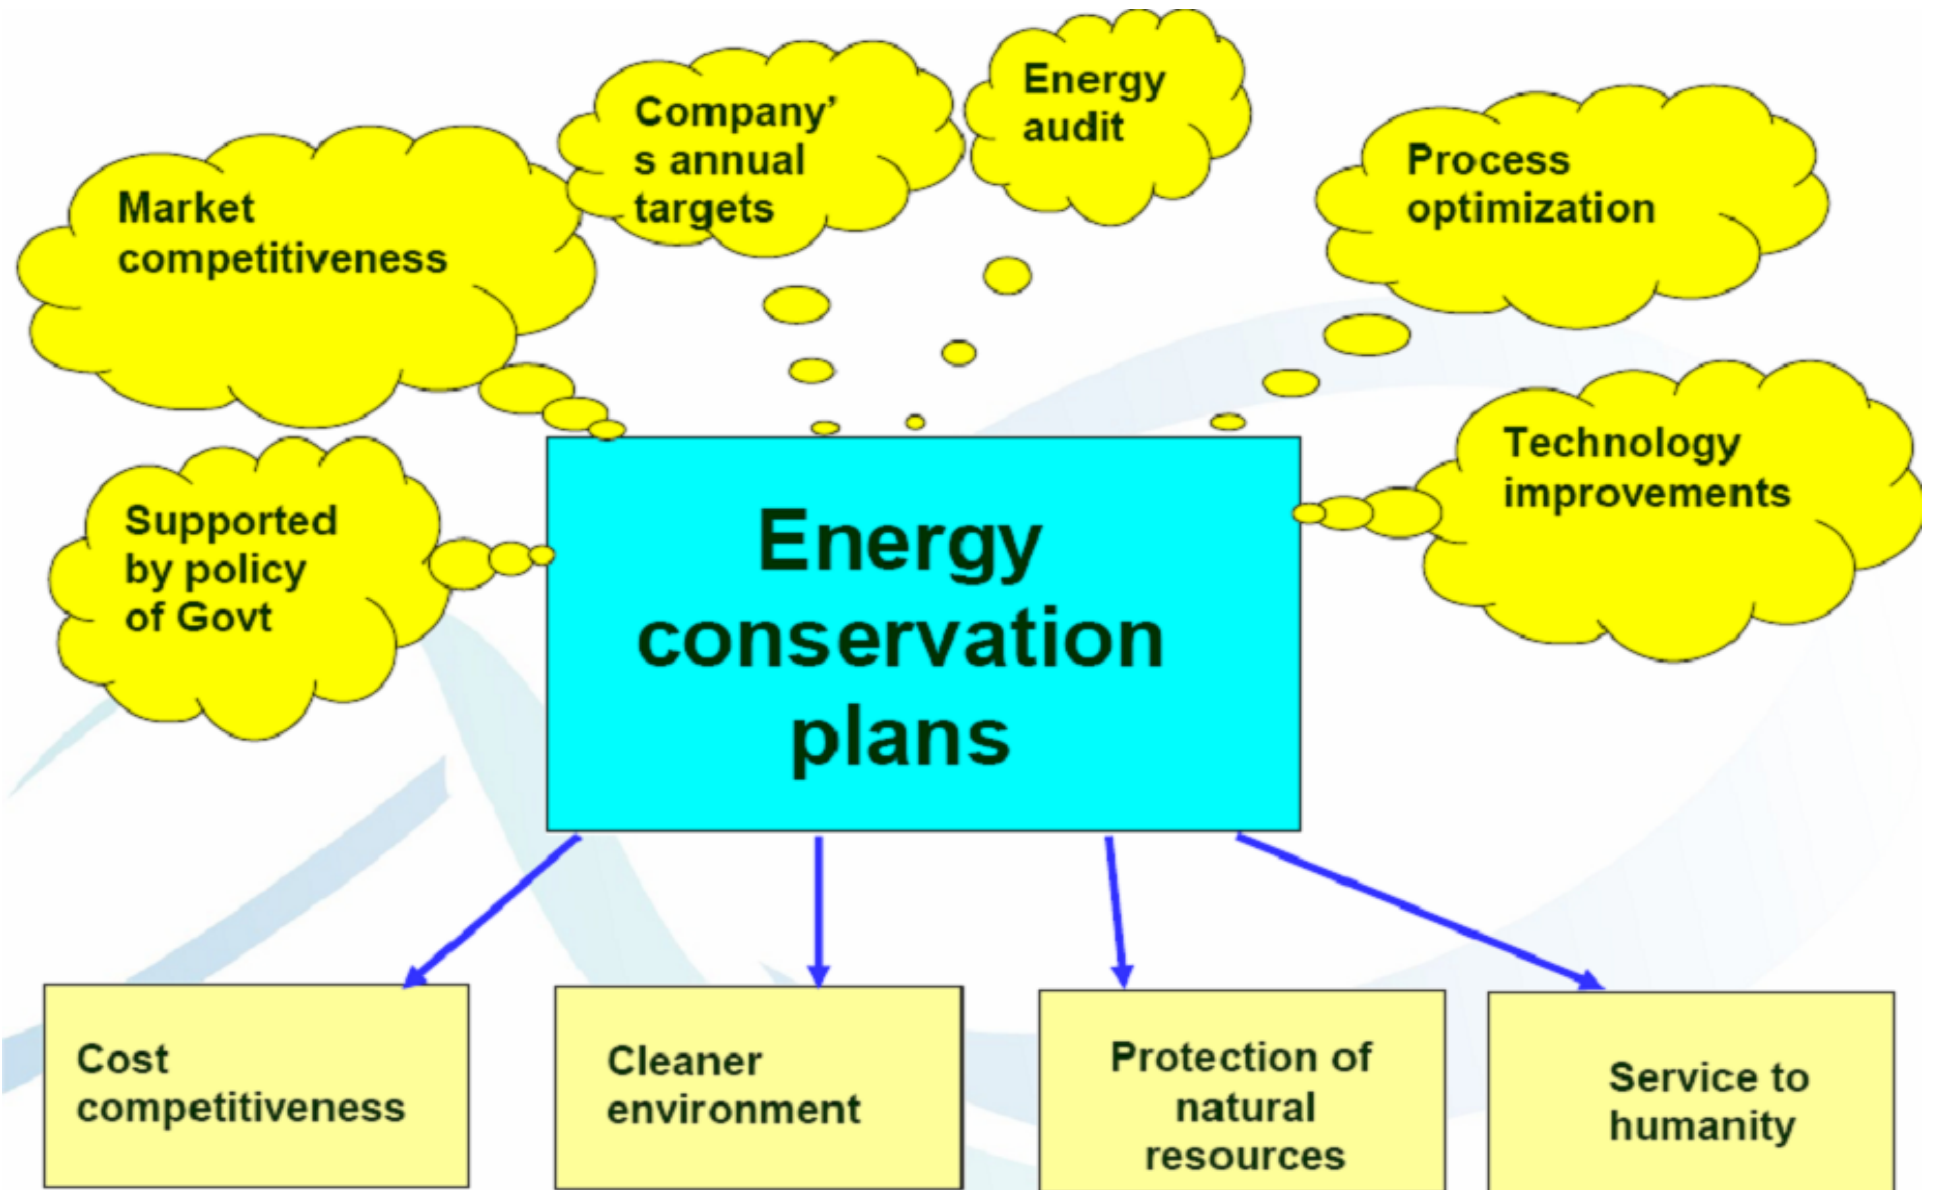 Market
competitiveness
Company'
s annual
targets
Energy
audit
Process
optimization
Supported
by policy
of Govt
Technology
improvements
Energy
conservation
plans
Cost
competitiveness
Cleaner
environment
Protection of
natural
resources
Service to
humanity